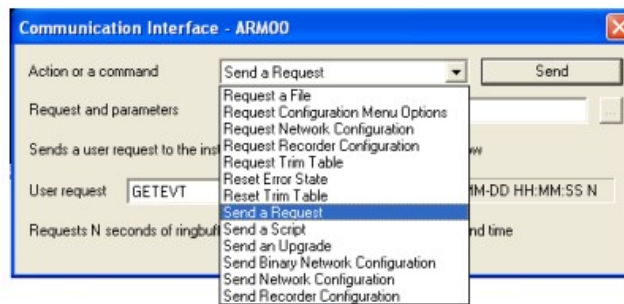 Communication Interface - ARM00
Action or a command
Send a Request
Send
Request and parameters
...
Request a File
Request Configuration Menu Options
Request Network Configuration
Request Recorder Configuration
Request Trim Table
Reset Error State
Reset Trim Table
Send a Request
Send a Script
Send an Upgrade
Send Binary Network Configuration
Send Network Configuration
Send Recorder Configuration
Sends a user request to the
User request
GETEVT
MM-DD HH:MM:SS N
Requests N seconds of
time